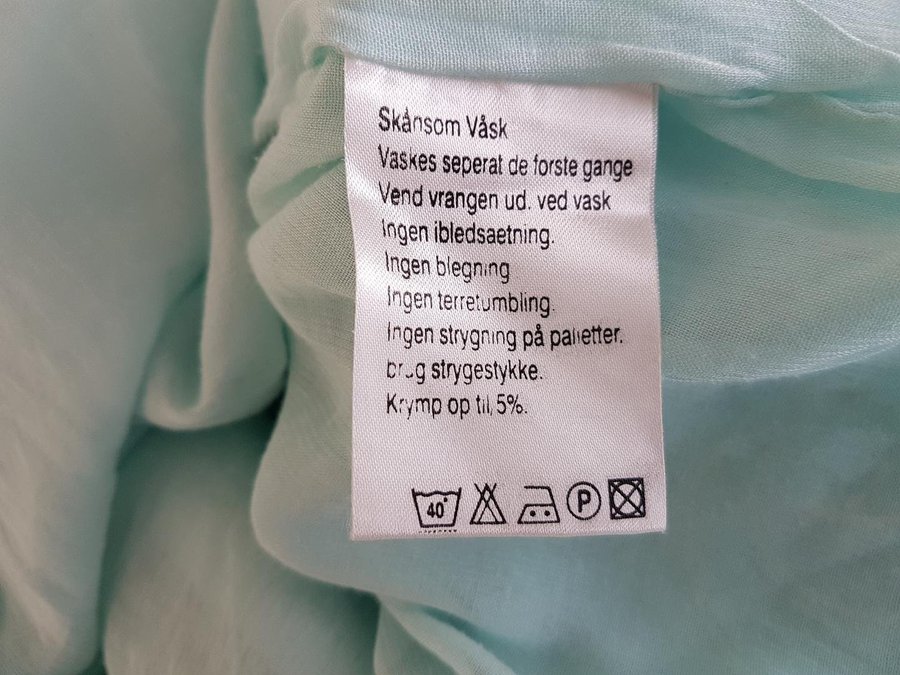 Skånsom Våsk
Vaskes seperat de forste gange
Vend vrangen ud. ved vask
Ingen ibledsaetning.
Ingen blegning
Ingen terretumbling.
Ingen strygning på palietter.
brug strygestykke.
Krymp op til, 5%.
40° P